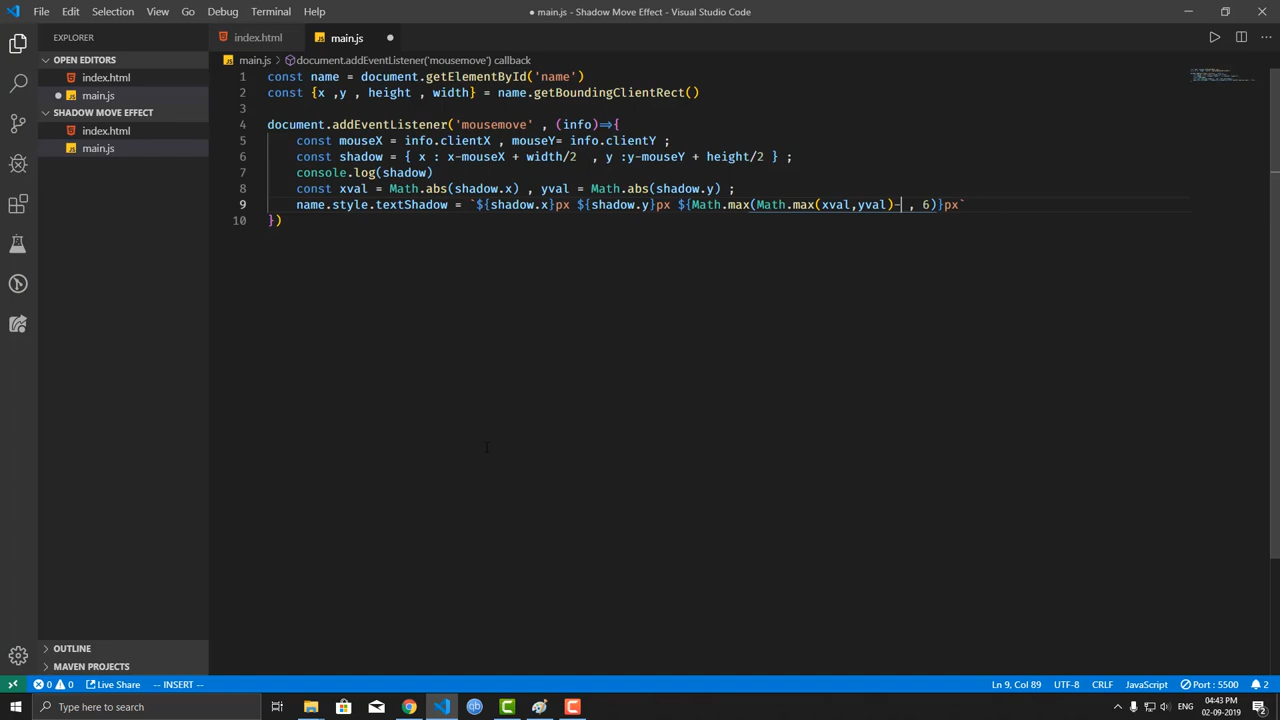 File Edit Selection View Go Debug Terminal Help
● main.js - Shadow Move Effect - Visual Studio Code
EXPLORER
OPEN EDITORS
index.html
● main.js
SHADOW MOVE EFFECT
index.html
main.js
OUTLINE
MAVEN PROJECTS
index.html
main.js ●
main.js > document.addEventListener('mousemove') callback
1 const name = document.getElementById('name')
2 const {x ,y , height , width} = name.getBoundingClientRect()
3
4 document.addEventListener('mousemove' , (info)=>{
5 const mouseX = info.clientX , mouseY= info.clientY ;
6 const shadow = { x : x-mouseX + width/2  , y :y-mouseY + height/2 } ;
7 console.log(shadow)
8 const xval = Math.abs(shadow.x) , yval = Math.abs(shadow.y) ;
9 name.style.textShadow = `${shadow.x}px ${shadow.y}px ${Math.max(Math.max(xval,yval)- , 6)}px`
10 })
0 0 Live Share -- INSERT --
Ln 9, Col 89 UTF-8 CRLF JavaScript Port : 5500 2
Type here to search
qb
ENG
04:43 PM
02-09-2019
2